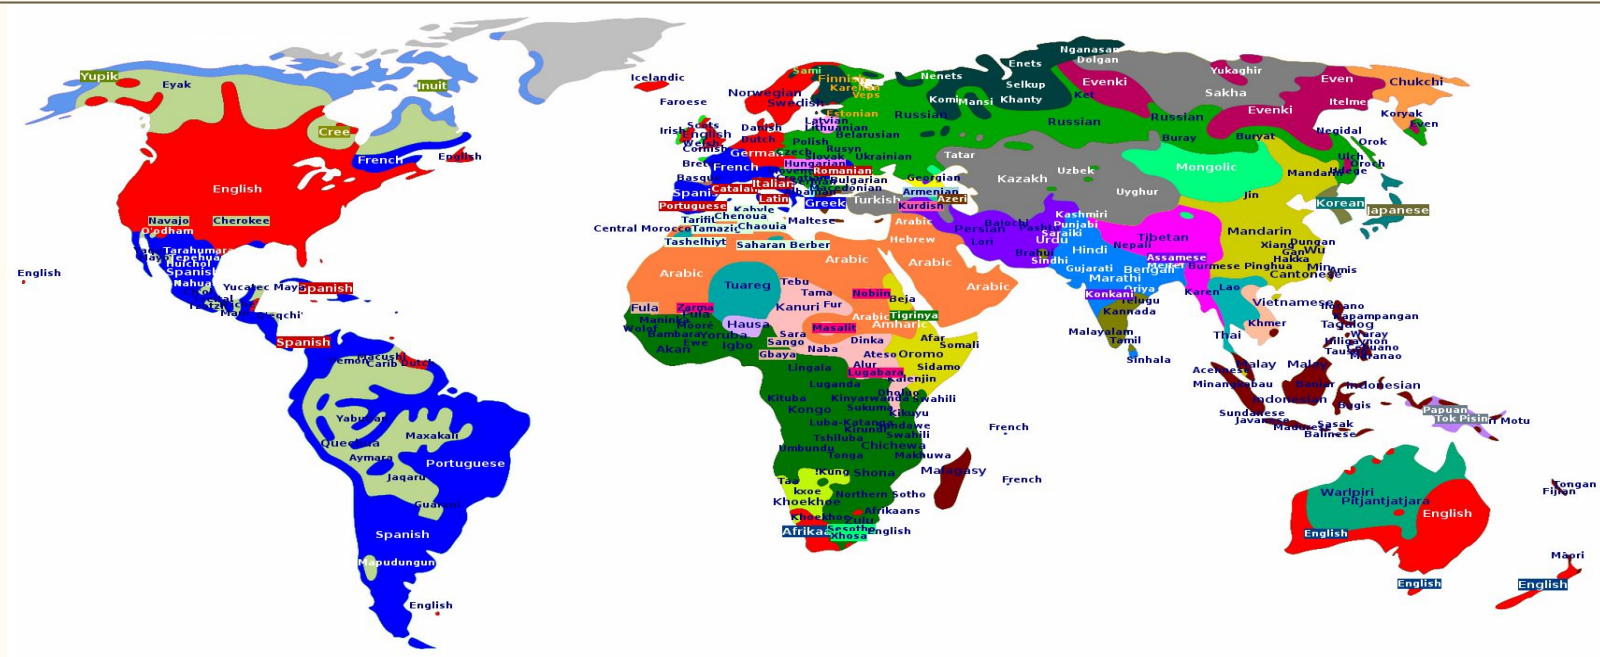 Yupik
Eyak
Inuit
Cree
French
English
English
Navajo
Cherokee
O'odham
Tarahumara
Huichol
Spanish
Nahua
English
Yucatec Maya
Spanish
Spanish
Macushi
Carib
Dutch
Maxakali
Aymara
Portuguese
Jaqaru
Guarani
Spanish
Mapudungun
English
Icelandic
Faroese
Sami
Norwegian
Swedish
Finnish
Karelian
Veps
Estonian
Latvian
Lithuanian
Belarusian
Scots
Irish
English
Welsh
Cornish
Danish
Dutch
Polish
Rusyn
German
Czech
Slovak
Ukrainian
French
Hungarian
Romanian
Basque
Catalan
Italian
Bulgarian
Macedonian
Portuguese
Latin
Greek
Turkish
Georgian
Armenian
Azeri
Kurdish
Maltese
Kabyle
Chenoua
Chaouia
Tarifit
Central Morocco Tamazig
Tashelhiyt
Saharan Berber
Arabic
Arabic
Arabic
Hebrew
Arabic
Arabic
Tuareg
Tebu
Tama
Fur
Kanuri
Nobiin
Beja
Arabic
Tigrinya
Amharic
Fula
Zarma
Fula
Maninka
Wolof
Mooré
Bambara
Yoruba
Hausa
Ewe
Igbo
Akan
Masalit
Sara
Sango
Gbaya
Naba
Dinka
Afar
Somali
Ateso
Oromo
Alur
Sidamo
Lingala
Lugabara
Kalenjin
Luganda
Dholuo
Kituba
Kinyarwanda
Swahili
Kongo
Sukuma
Kikuyu
Luba-Katanga
Kirundi
Swahili
Tshiluba
Chichewa
Umbundu
Tonga
Makhuwa
!Kung
Shona
Malagasy
Taa
kxoe
Khoekhoe
Northern Sotho
Afrikaans
Khoekhoe
Zulu
Afrikaa
Sesotho
Xhosa
English
French
French
Nganasan
Dolgan
Enets
Nenets
Selkup
Komi
Mansi
Khanty
Evenki
Ket
Yukaghir
Sakha
Even
Chukchi
Evenki
Itelme
Koryak
Even
Russian
Russian
Russian
Buray
Buryat
Negidal
Orok
Ulch
Oroch
Udege
Tatar
Kazakh
Uzbek
Uyghur
Mongolic
Mandarin
Jin
Korean
Japanese
Persian
Balochi
Pashto
Lori
Brahui
Kashmiri
Punjabi
Saraiki
Urdu
Sindhi
Hindi
Nepali
Tibetan
Assamese
Meitei
Gujarati
Bengali
Marathi
Oriya
Konkani
Telugu
Kannada
Malayalam
Tamil
Sinhala
Mandarin
Xiang
Dungan
Gan
Wu
Hakka
Min
Amis
Cantonese
Burmese
Pinghua
Karen
Lao
Vietnamese
Khmer
Thai
Ilocano
Kapampangan
Tagalog
Waray
Hiligaynon
Cebuano
Tausug
Maranao
Acehnese
Malay
Malay
Minangkabau
Banjar
Indonesian
Indonesian
Bugis
Sundanese
Javanese
Madurese
Sasak
Balinese
Papuan
Tok Pisin
Motu
Warlpiri
Pitjantjatjara
English
English
English
Tongan
Fijian
Māori
English